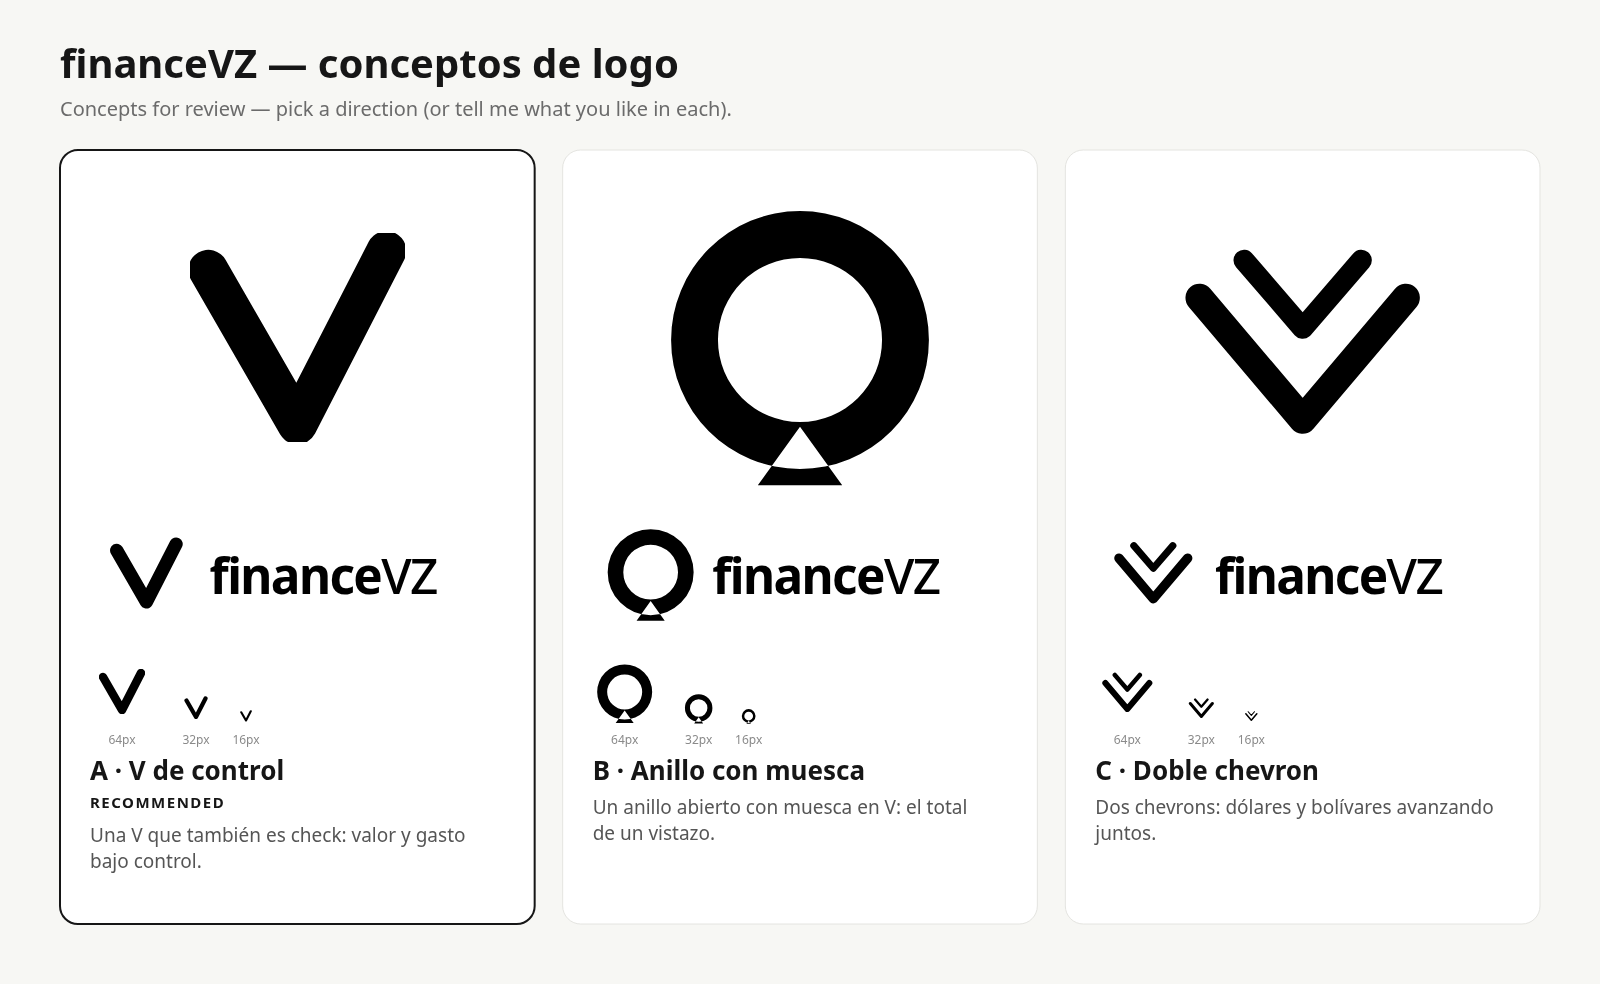 financeVZ — conceptos de logo
Concepts for review — pick a direction (or tell me what you like in each).
financeVZ
64px 32px 16px
A · V de control
RECOMMENDED
Una V que también es check: valor y gasto
bajo control.
financeVZ
64px 32px 16px
B · Anillo con muesca
Un anillo abierto con muesca en V: el total
de un vistazo.
financeVZ
64px 32px 16px
C · Doble chevron
Dos chevrons: dólares y bolívares avanzando
juntos.